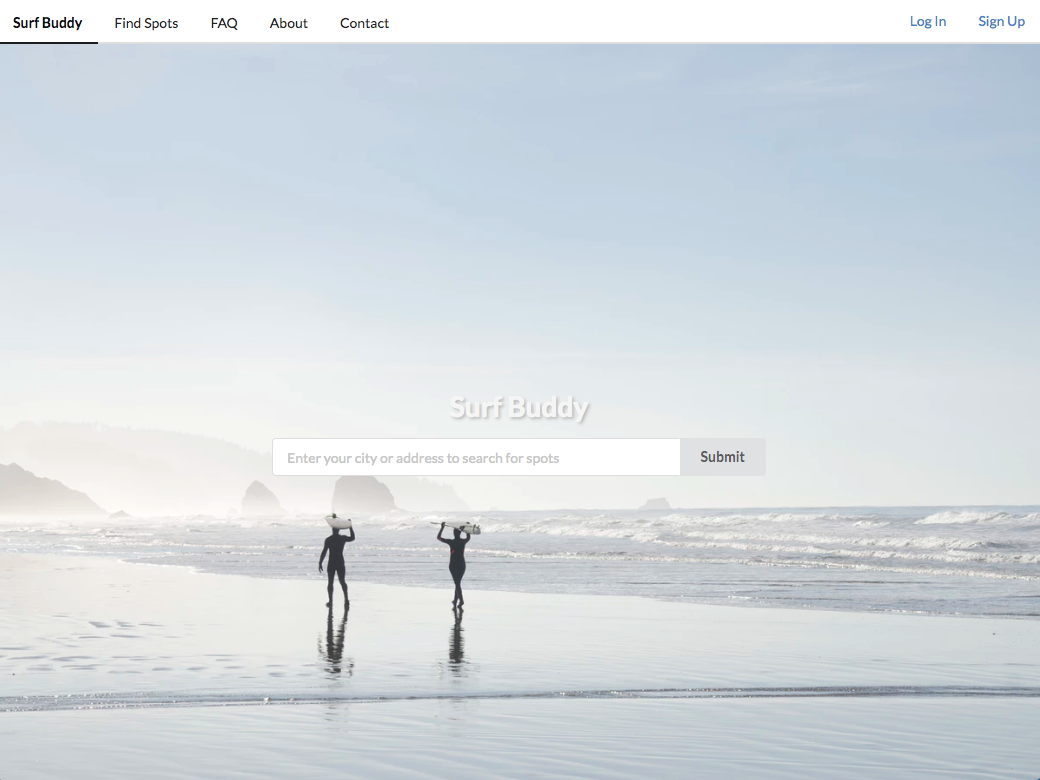 Surf Buddy Find Spots FAQ About Contact Log In Sign Up
Surf Buddy
Enter your city or address to search for spots Submit